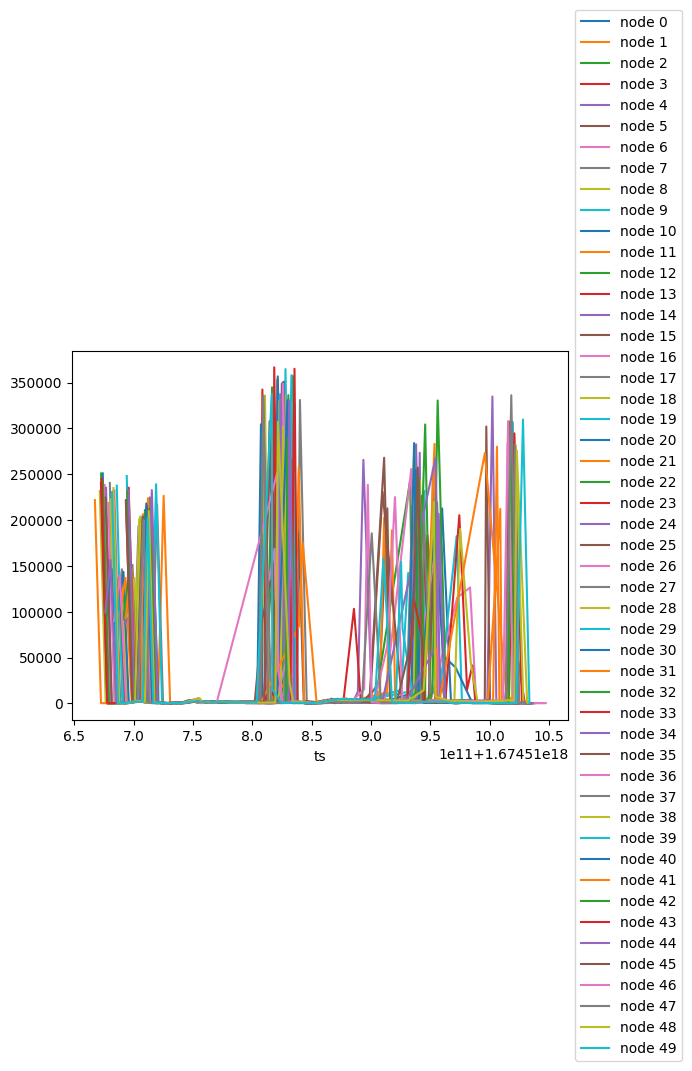 350000
300000
250000
200000
150000
100000
50000
0
6.5 7.0 7.5 8.0 8.5 9.0 9.5 10.0 10.5
ts
1e11+1.67451e18
node 0
node 1
node 2
node 3
node 4
node 5
node 6
node 7
node 8
node 9
node 10
node 11
node 12
node 13
node 14
node 15
node 16
node 17
node 18
node 19
node 20
node 21
node 22
node 23
node 24
node 25
node 26
node 27
node 28
node 29
node 30
node 31
node 32
node 33
node 34
node 35
node 36
node 37
node 38
node 39
node 40
node 41
node 42
node 43
node 44
node 45
node 46
node 47
node 48
node 49